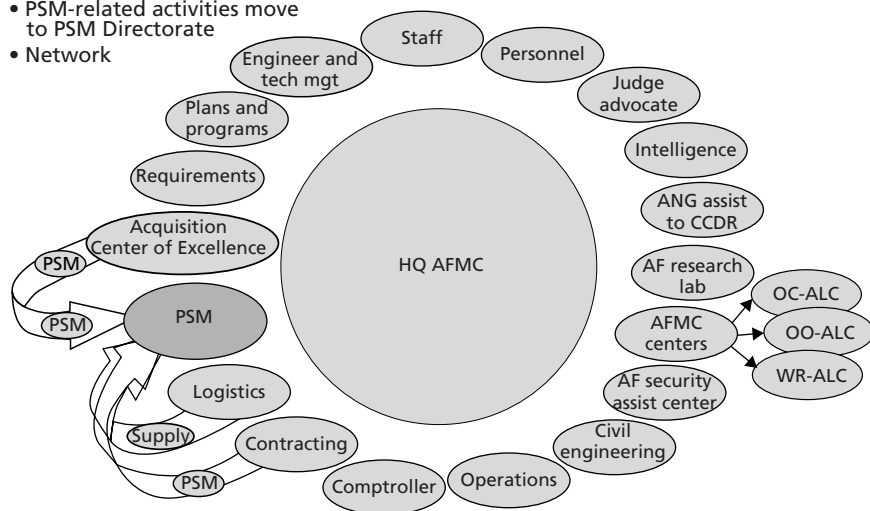 • PSM-related activities move
to PSM Directorate
• Network
Staff
Engineer and
tech mgt
Personnel
Plans and
programs
Judge
advocate
Requirements
Intelligence
Acquisition
Center of Excellence
ANG assist
to CCDR
PSM
HQ AFMC
AF research
lab
OC-ALC
PSM
PSM
AFMC
centers
OO-ALC
WR-ALC
Logistics
AF security
assist center
Supply
Contracting
Civil
engineering
PSM
Comptroller
Operations